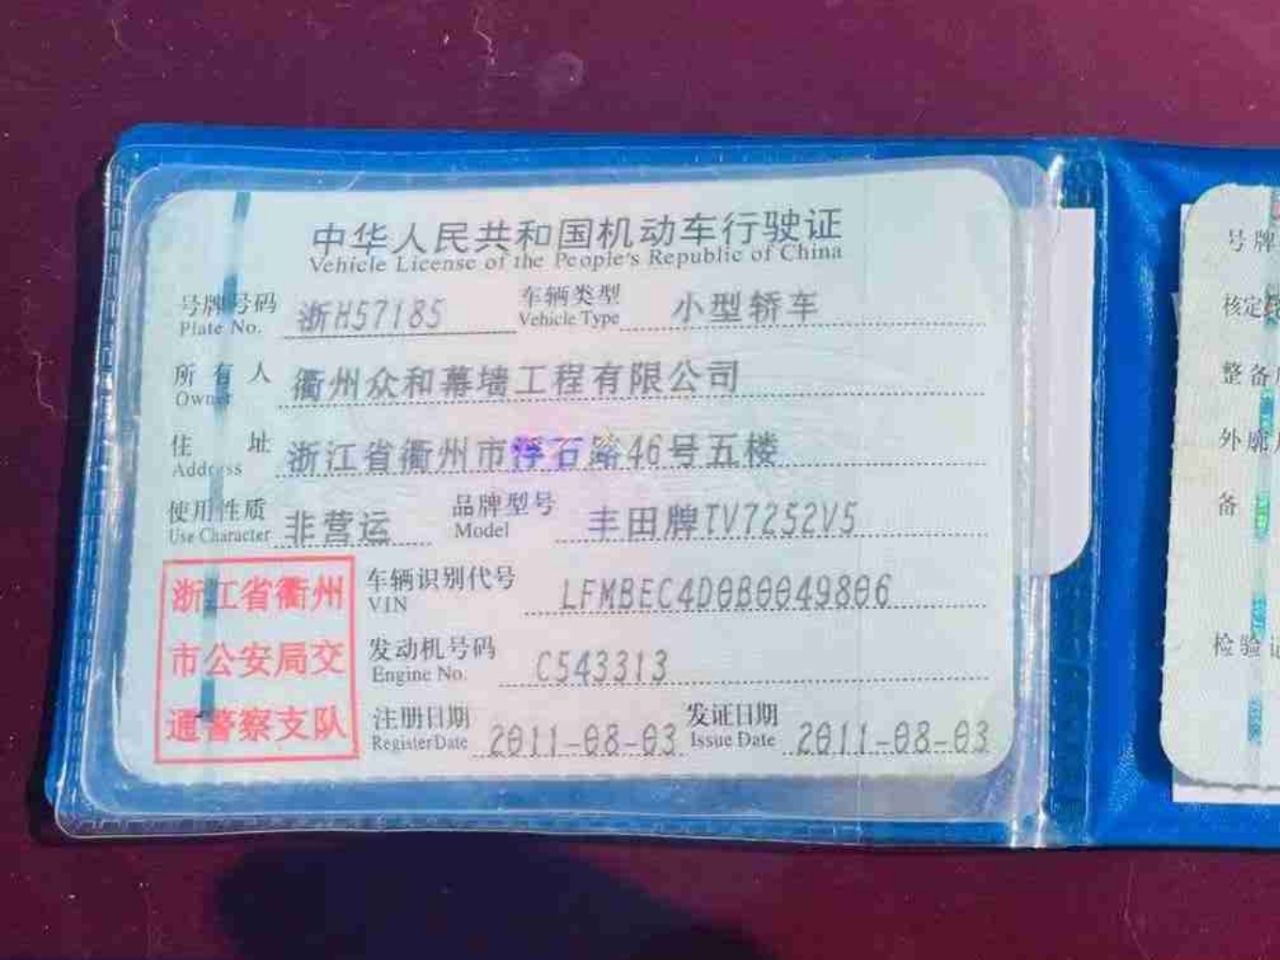 中华人民共和国机动车行驶证
Vehicle License of the People's Republic of China
号牌号码 浙H57185 车辆类型 小型轿车
Plate No. Vehicle Type
所有人 衢州众和幕墙工程有限公司
Owner
住址 浙江省衢州市浮石路46号五楼
Address
使用性质 非营运 品牌型号 丰田牌TV7252V5
Use Character Model
浙江省衢州
市公安局交
通警察支队
车辆识别代号 LFMBEC4D0B0049806
VIN
发动机号码 C543313
Engine No.
注册日期 2011-08-03 发证日期 2011-08-03
Register Date Issue Date
号牌
核定
整备
外廓
备
检验